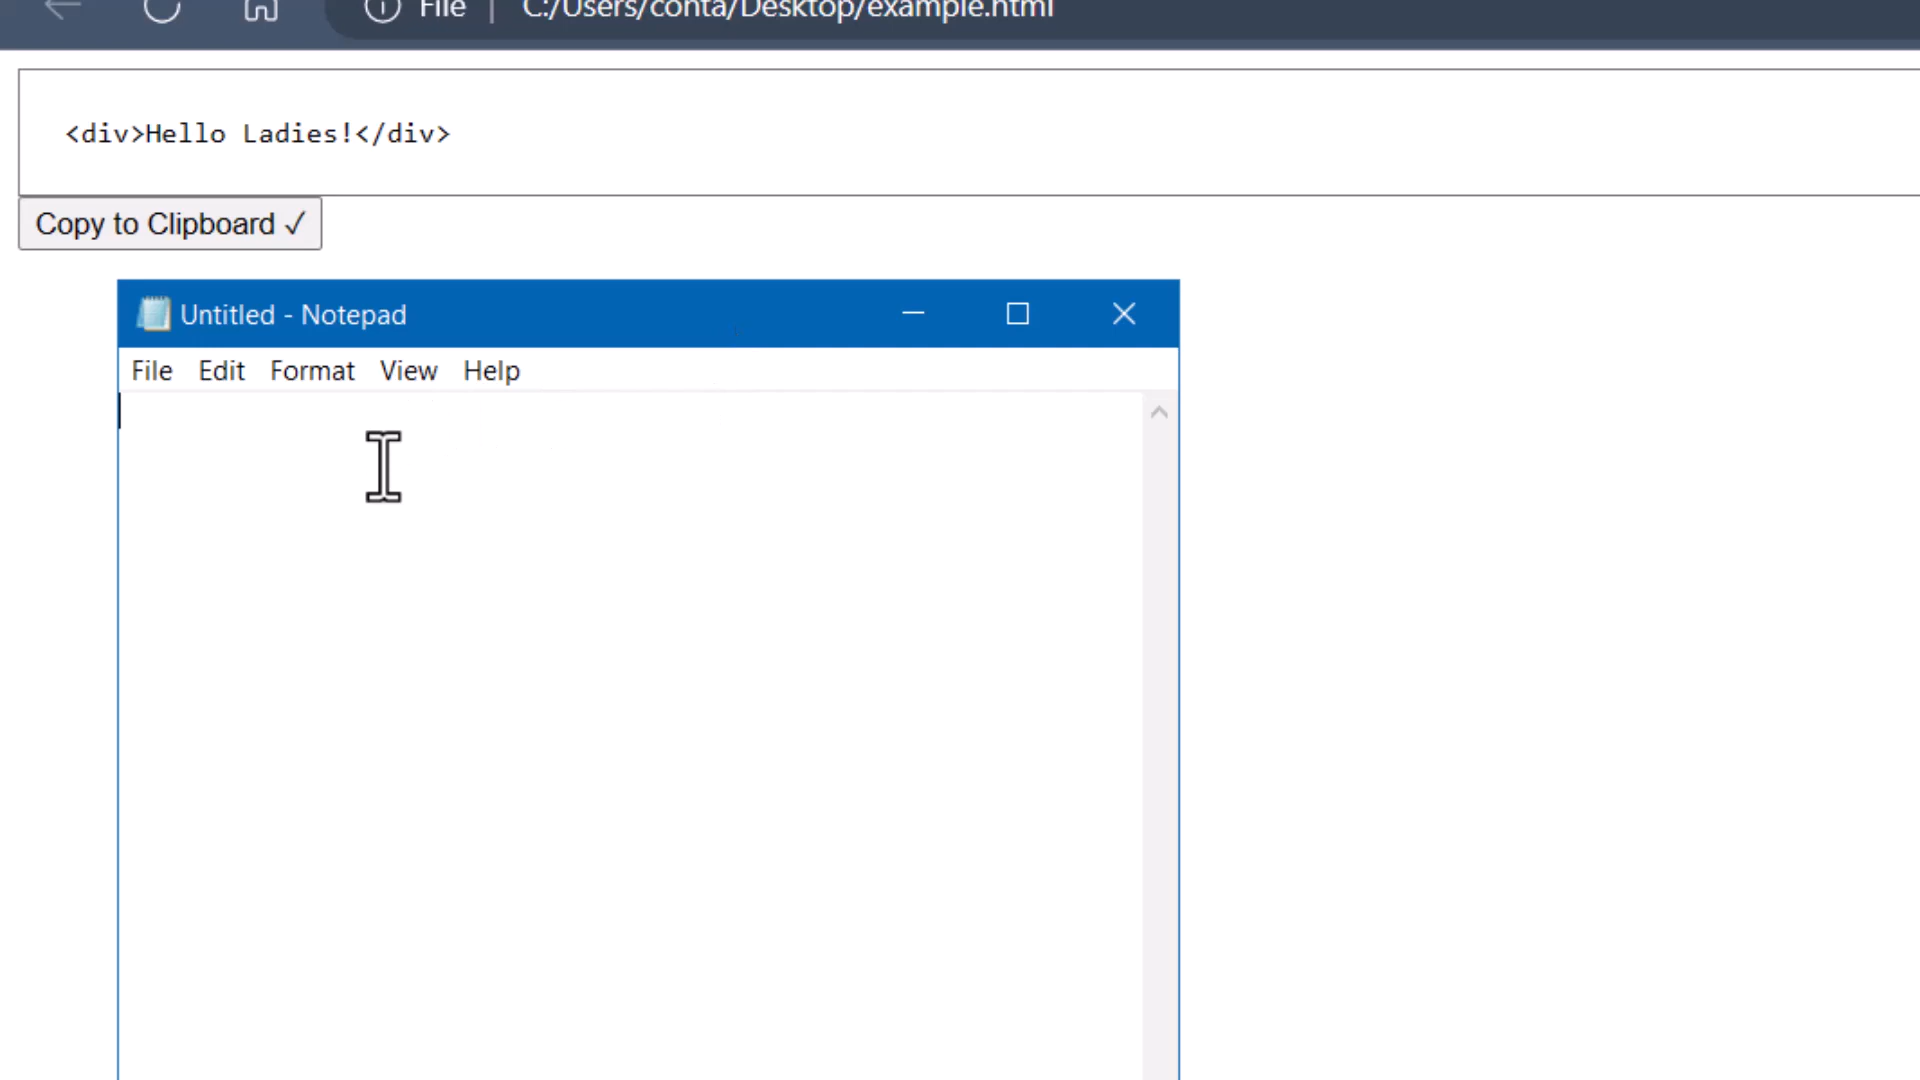 File | C:/Users/conta/Desktop/example.html
<div>Hello Ladies!</div>
Copy to Clipboard ✓
Untitled - Notepad
File Edit Format View Help